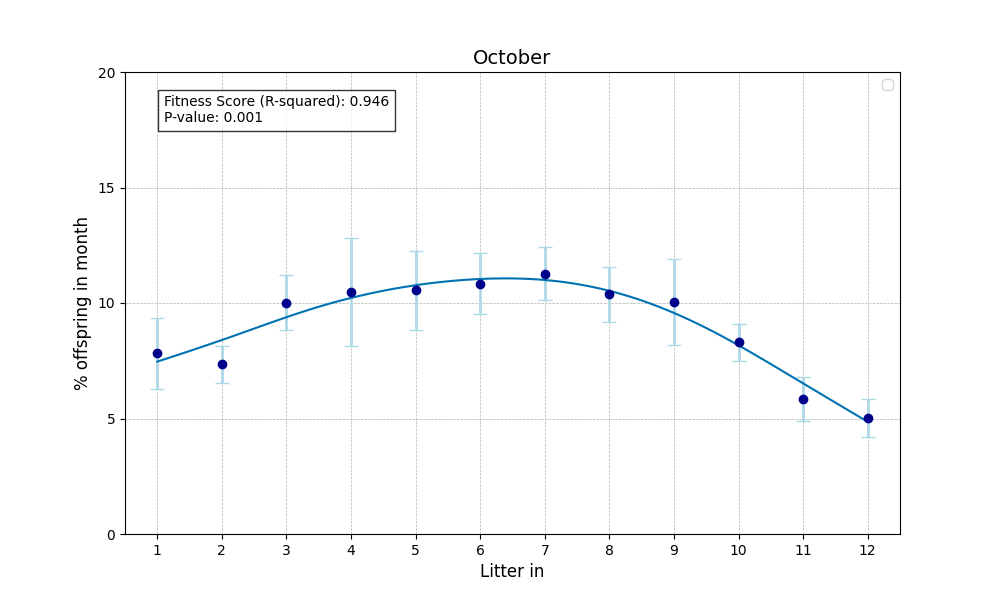 October
20
Fitness Score (R-squared): 0.946
P-value: 0.001
15
10
5
0
% offspring in month
1 2 3 4 5 6 7 8 9 10 11 12
Litter in